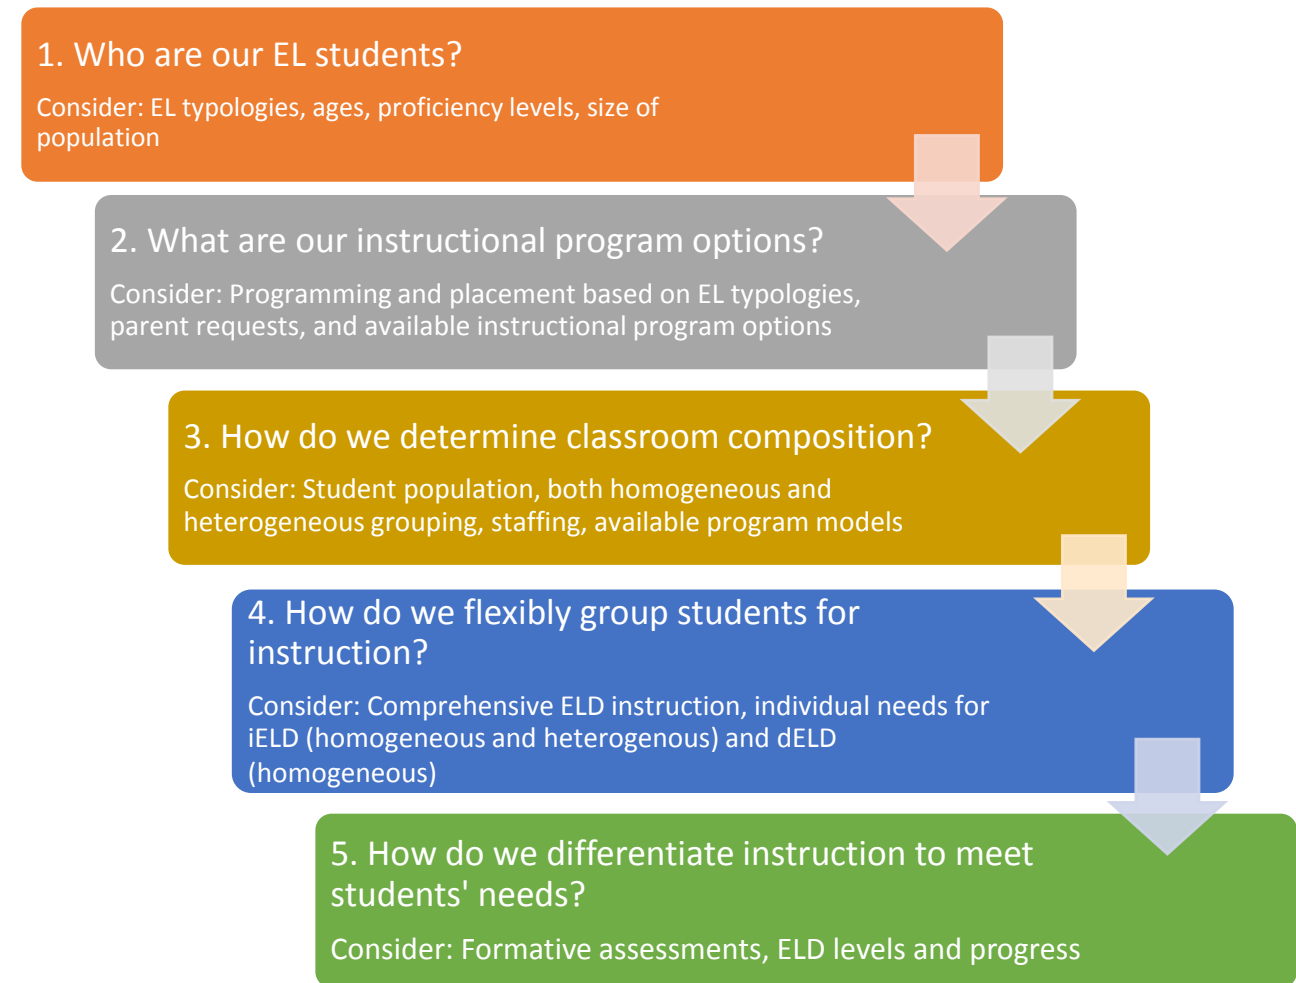 1. Who are our EL students?
Consider: EL typologies, ages, proficiency levels, size of
population
2. What are our instructional program options?
Consider: Programming and placement based on EL typologies,
parent requests, and available instructional program options
3. How do we determine classroom composition?
Consider: Student population, both homogeneous and
heterogeneous grouping, staffing, available program models
4. How do we flexibly group students for
instruction?
Consider: Comprehensive ELD instruction, individual needs for
iELD (homogeneous and heterogenous) and dELD
(homogeneous)
5. How do we differentiate instruction to meet
students' needs?
Consider: Formative assessments, ELD levels and progress